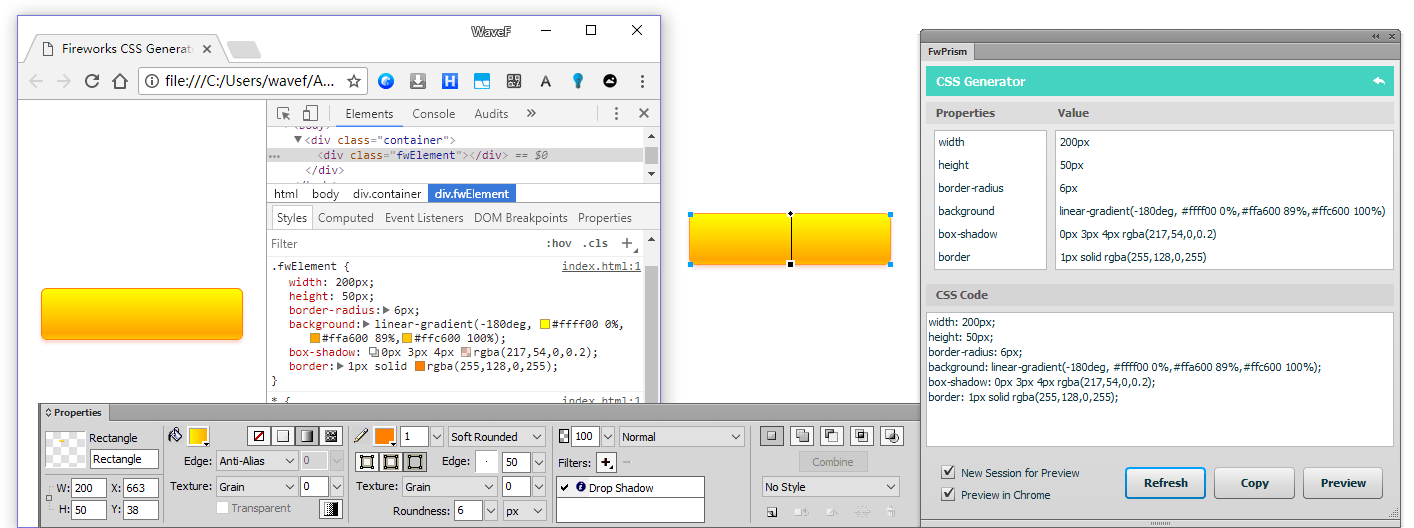 WaveF
Fireworks CSS Generat
file:///C:/Users/wavef/A...
Elements Console Audits »
<div class="container">
... <div class="fwElement"></div> == $0
</div>
html body div.container div.fwElement
Styles Computed Event Listeners DOM Breakpoints Properties
Filter :hov .cls +
.fwElement { index.html:1
width: 200px;
height: 50px;
border-radius: 6px;
background: linear-gradient(-180deg, #ffff00 0%,
#ffa600 89%, #ffc600 100%);
box-shadow: 0px 3px 4px rgba(217,54,0,0.2);
border: 1px solid rgba(255,128,0,255);
}
* { index.html:1
Properties
Rectangle
Rectangle
W: 200 X: 663
H: 50 Y: 38
Edge: Anti-Alias 0
Texture: Grain 0
Transparent
1 Soft Rounded
Edge: 50
Texture: Grain 0
Roundness: 6 px
100 Normal
Filters:
Drop Shadow
Combine
No Style
FwPrism
CSS Generator
Properties Value
width 200px
height 50px
border-radius 6px
background linear-gradient(-180deg, #ffff00 0%,#ffa600 89%,#ffc600 100%)
box-shadow 0px 3px 4px rgba(217,54,0,0.2)
border 1px solid rgba(255,128,0,255)
CSS Code
width: 200px;
height: 50px;
border-radius: 6px;
background: linear-gradient(-180deg, #ffff00 0%,#ffa600 89%,#ffc600 100%);
box-shadow: 0px 3px 4px rgba(217,54,0,0.2);
border: 1px solid rgba(255,128,0,255);
New Session for Preview
Preview in Chrome
Refresh Copy Preview